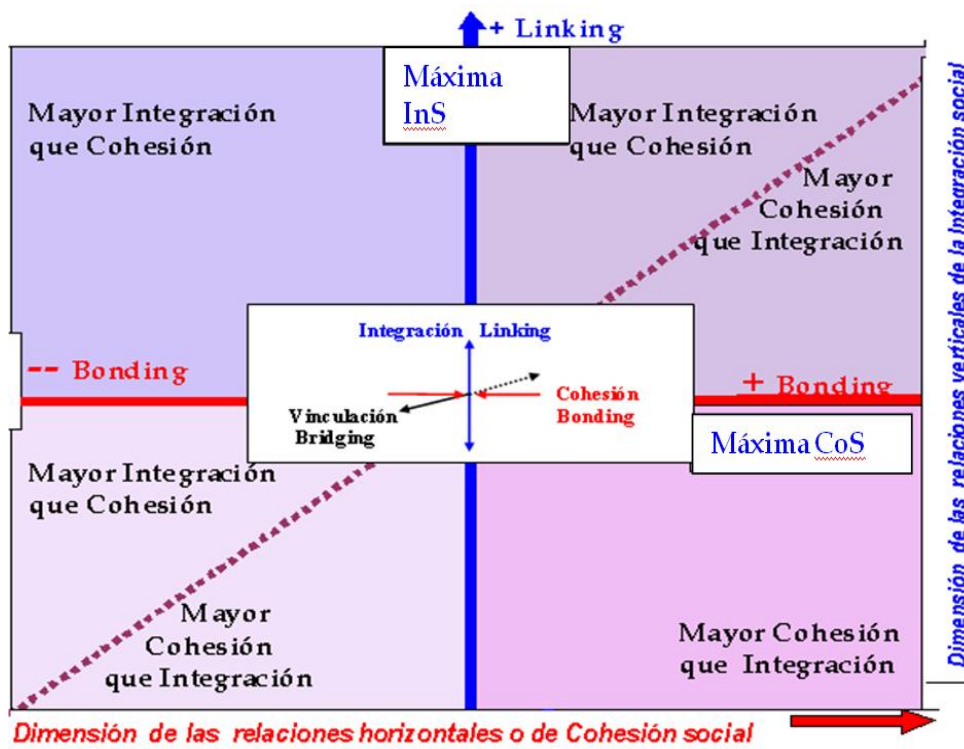 + Linking
Máxima
InS
Mayor Integración
que Cohesión
Mayor Integración
que Cohesión
Mayor
Cohesión
que Integración
Integración Linking
-- Bonding
Cohesión
Bonding
Vinculación
Bridging
+ Bonding
Máxima CoS
Mayor Integración
que Cohesión
Mayor
Cohesión
que Integración
Mayor Cohesión
que Integración
Dimensión de las relaciones verticales de la Integración social
Dimensión de las relaciones horizontales o de Cohesión social